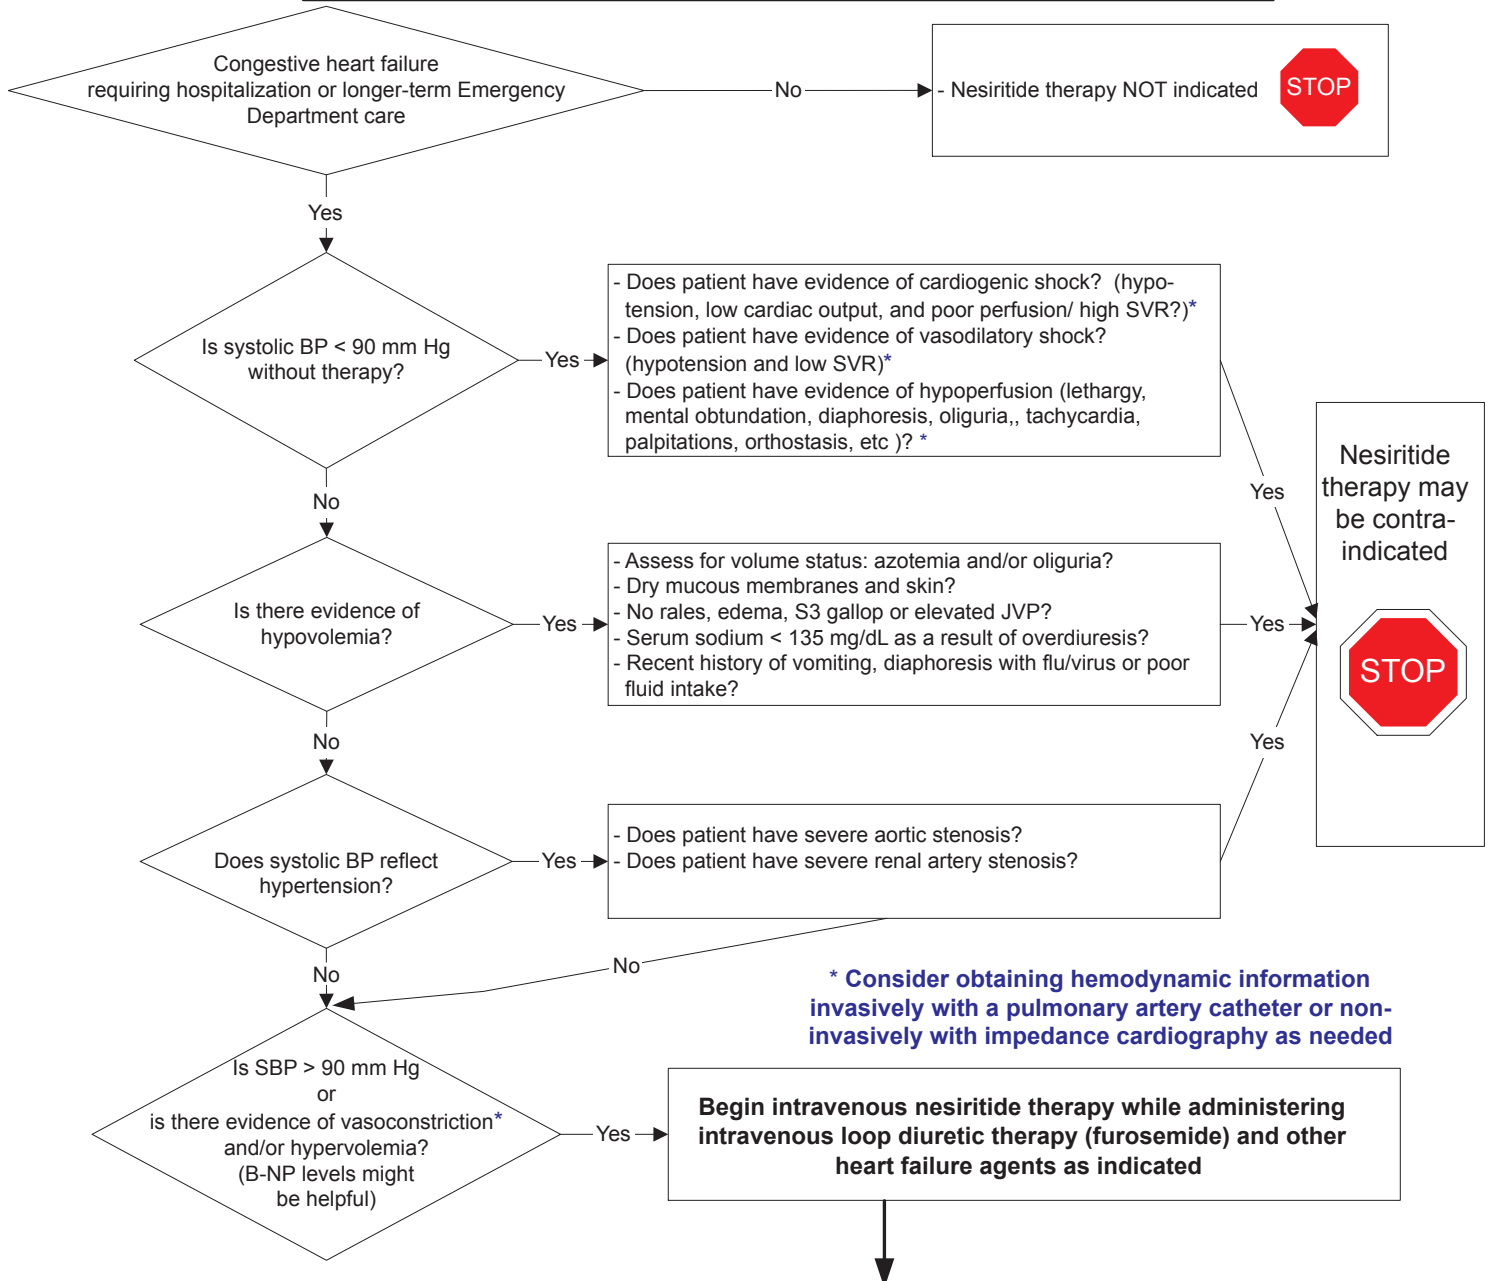 Congestive heart failure
requiring hospitalization or longer-term Emergency
Department care
No
- Nesiritide therapy NOT indicated
STOP
Yes
Is systolic BP < 90 mm Hg
without therapy?
Yes
- Does patient have evidence of cardiogenic shock?  (hypo-
tension, low cardiac output, and poor perfusion/ high SVR?)*
- Does patient have evidence of vasodilatory shock?
(hypotension and low SVR)*
- Does patient have evidence of hypoperfusion (lethargy,
mental obtundation, diaphoresis, oliguria,, tachycardia,
palpitations, orthostasis, etc )? *
Yes
Nesiritide
therapy may
be contra-
indicated
STOP
No
Is there evidence of
hypovolemia?
Yes
- Assess for volume status: azotemia and/or oliguria?
- Dry mucous membranes and skin?
- No rales, edema, S3 gallop or elevated JVP?
- Serum sodium < 135 mg/dL as a result of overdiuresis?
- Recent history of vomiting, diaphoresis with flu/virus or poor
fluid intake?
Yes
No
Does systolic BP reflect
hypertension?
Yes
- Does patient have severe aortic stenosis?
- Does patient have severe renal artery stenosis?
Yes
No
No
* Consider obtaining hemodynamic information
invasively with a pulmonary artery catheter or non-
invasively with impedance cardiography as needed
Is SBP > 90 mm Hg
or
is there evidence of vasoconstriction*
and/or hypervolemia?
(B-NP levels might
be helpful)
Yes
Begin intravenous nesiritide therapy while administering
intravenous loop diuretic therapy (furosemide) and other
heart failure agents as indicated